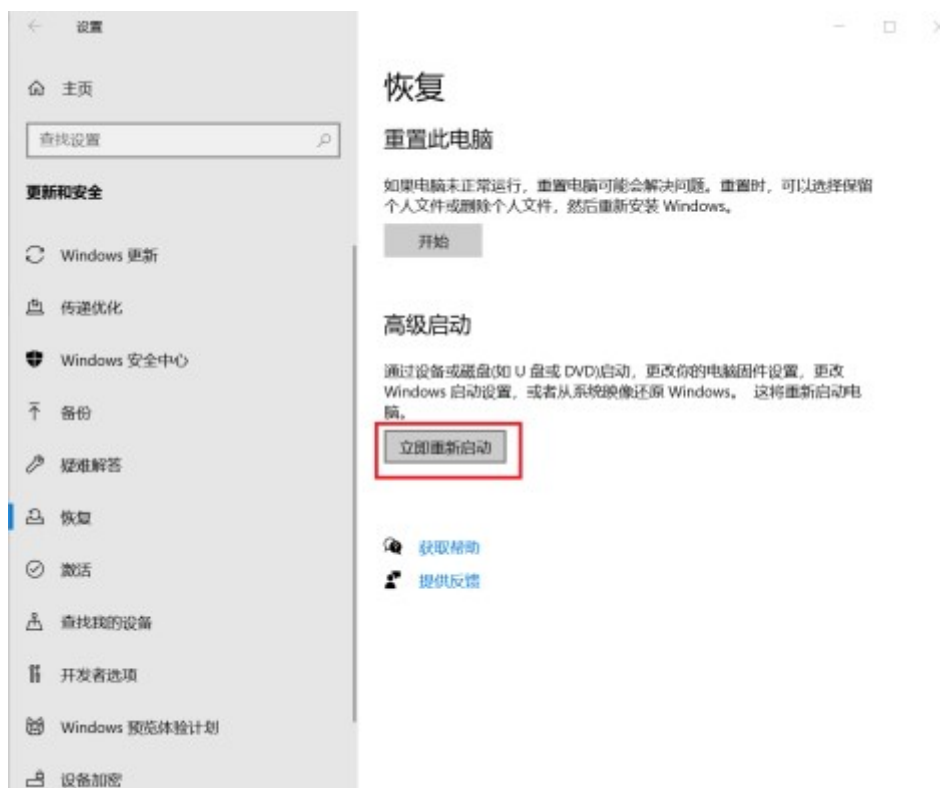 设置
主页
查找设置
更新和安全
Windows 更新
传递优化
Windows 安全中心
备份
疑难解答
恢复
激活
查找我的设备
开发者选项
Windows 预览体验计划
设备加密
恢复
重置此电脑
如果电脑未正常运行，重置电脑可能会解决问题。重置时，可以选择保留
个人文件或删除个人文件，然后重新安装 Windows。
开始
高级启动
通过设备或磁盘(如 U 盘或 DVD)启动，更改你的电脑固件设置，更改
Windows 启动设置，或者从系统映像还原 Windows。 这将重新启动电
脑。
立即重新启动
获取帮助
提供反馈